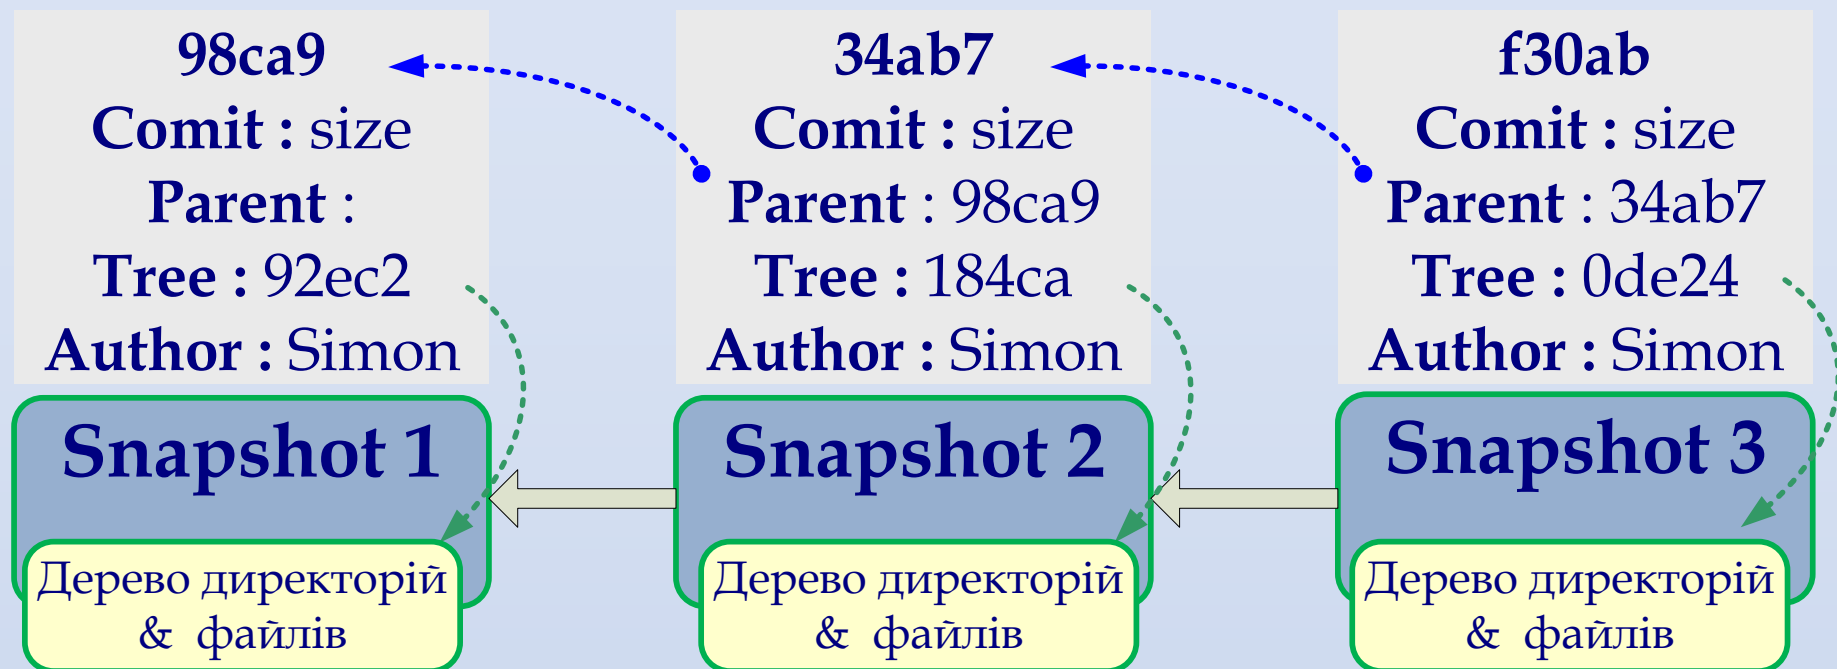 98ca9
Comit : size
Parent :
Tree : 92ec2
Author : Simon
Snapshot 1
Дерево директорій
& файлів
34ab7
Comit : size
Parent : 98ca9
Tree : 184ca
Author : Simon
Snapshot 2
Дерево директорій
& файлів
f30ab
Comit : size
Parent : 34ab7
Tree : 0de24
Author : Simon
Snapshot 3
Дерево директорій
& файлів